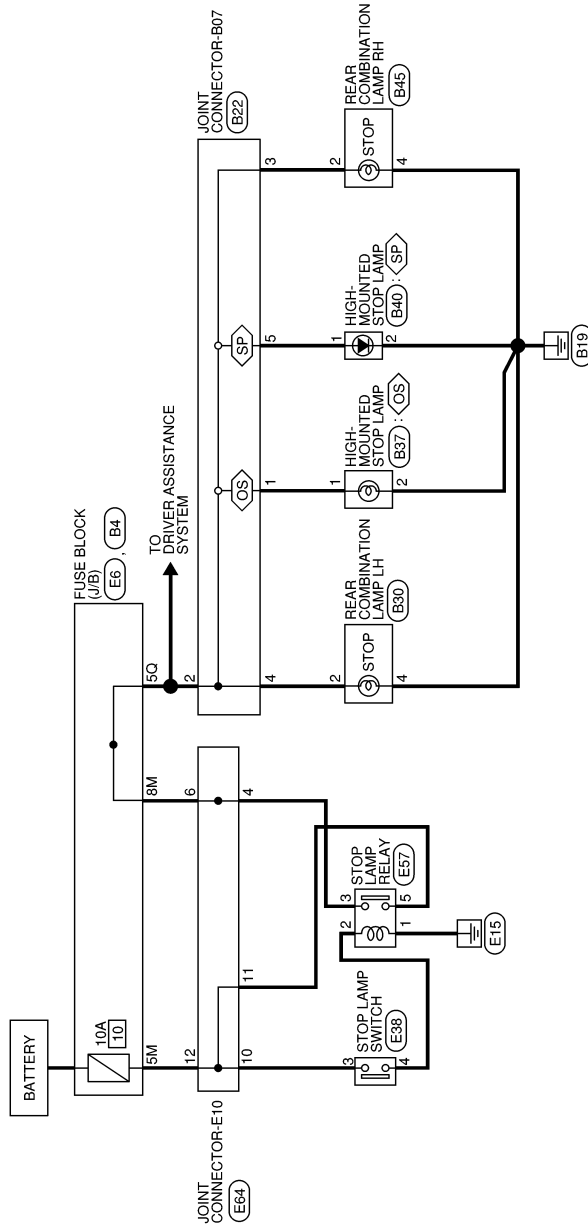 BATTERY
FUSE BLOCK
(J/B)
E6 , B4
10A
10
5M
8M
5Q
TO
DRIVER ASSISTANCE
SYSTEM
JOINT
CONNECTOR-E10
E64
12
6
10
11
4
JOINT
CONNECTOR-B07
B22
2
OS
SP
4
1
5
3
STOP LAMP
SWITCH
E38
3
4
STOP
LAMP
RELAY
E57
2
3
1
5
E15
REAR
COMBINATION
LAMP LH
B30
2
STOP
4
HIGH-
MOUNTED
STOP LAMP
B37 : OS
1
2
HIGH-
MOUNTED
STOP LAMP
B40 : SP
1
2
REAR
COMBINATION
LAMP RH
B45
2
STOP
4
B19